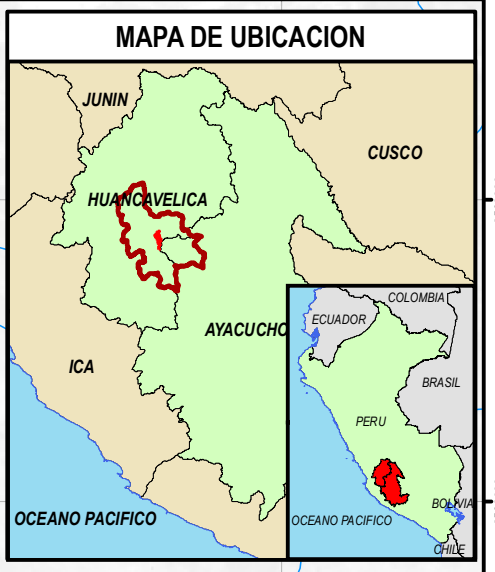 MAPA DE UBICACION
JUNIN
CUSCO
HUANCAVELICA
AYACUCHO
ICA
OCEANO PACIFICO
COLOMBIA
ECUADOR
BRASIL
PERU
BOLIVIA
OCEANO PACIFICO
CHILE